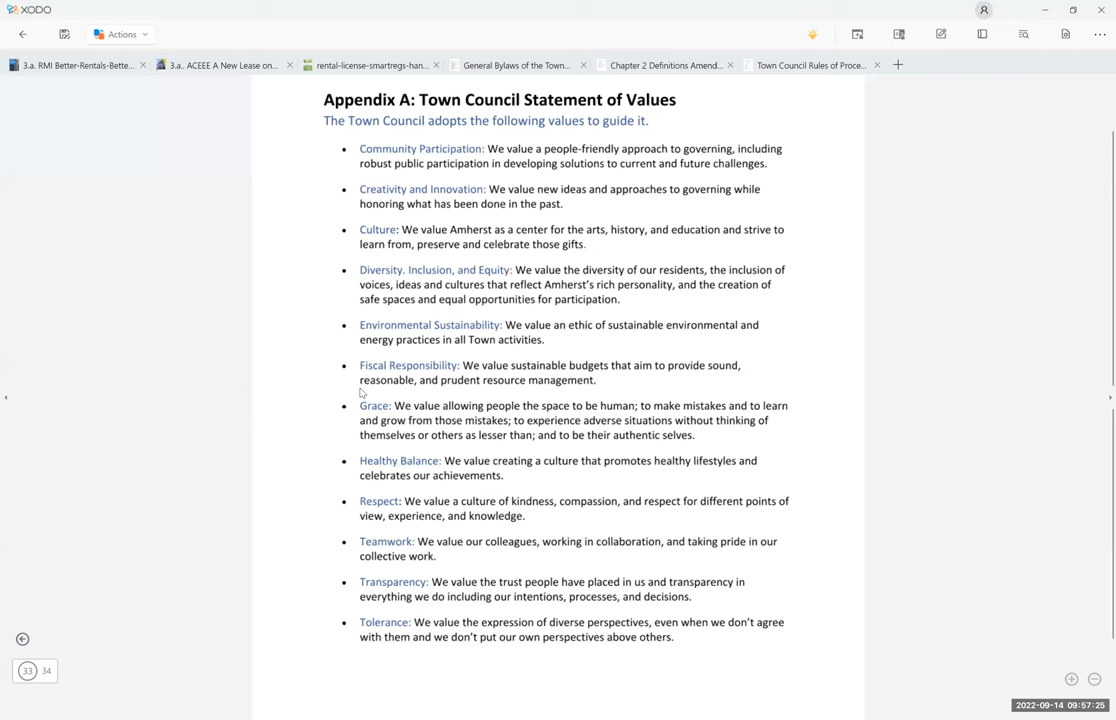 XODO
Actions
3.a. RMI Better-Rentals-Bette...
3.a.. ACEEE A New Lease on...
rental-license-smartregs-han...
General Bylaws of the Town...
Chapter 2 Definitions Amend...
Town Council Rules of Proce...
Appendix A: Town Council Statement of Values
The Town Council adopts the following values to guide it.
• Community Participation: We value a people-friendly approach to governing, including
robust public participation in developing solutions to current and future challenges.
• Creativity and Innovation: We value new ideas and approaches to governing while
honoring what has been done in the past.
• Culture: We value Amherst as a center for the arts, history, and education and strive to
learn from, preserve and celebrate those gifts.
• Diversity. Inclusion, and Equity: We value the diversity of our residents, the inclusion of
voices, ideas and cultures that reflect Amherst's rich personality, and the creation of
safe spaces and equal opportunities for participation.
• Environmental Sustainability: We value an ethic of sustainable environmental and
energy practices in all Town activities.
• Fiscal Responsibility: We value sustainable budgets that aim to provide sound,
reasonable, and prudent resource management.
• Grace: We value allowing people the space to be human; to make mistakes and to learn
and grow from those mistakes; to experience adverse situations without thinking of
themselves or others as lesser than; and to be their authentic selves.
• Healthy Balance: We value creating a culture that promotes healthy lifestyles and
celebrates our achievements.
• Respect: We value a culture of kindness, compassion, and respect for different points of
view, experience, and knowledge.
• Teamwork: We value our colleagues, working in collaboration, and taking pride in our
collective work.
• Transparency: We value the trust people have placed in us and transparency in
everything we do including our intentions, processes, and decisions.
• Tolerance: We value the expression of diverse perspectives, even when we don't agree
with them and we don't put our own perspectives above others.
33 34
2022-09-14 09:57:25